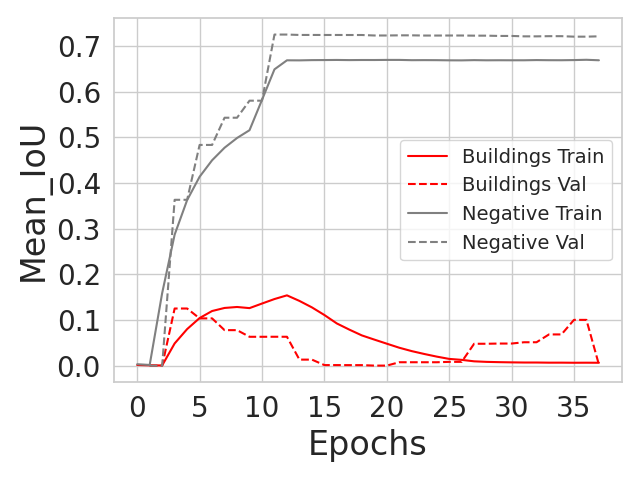 Mean_IoU
0.7
0.6
0.5
0.4
0.3
0.2
0.1
0.0
Buildings Train
Buildings Val
Negative Train
Negative Val
0 5 10 15 20 25 30 35
Epochs